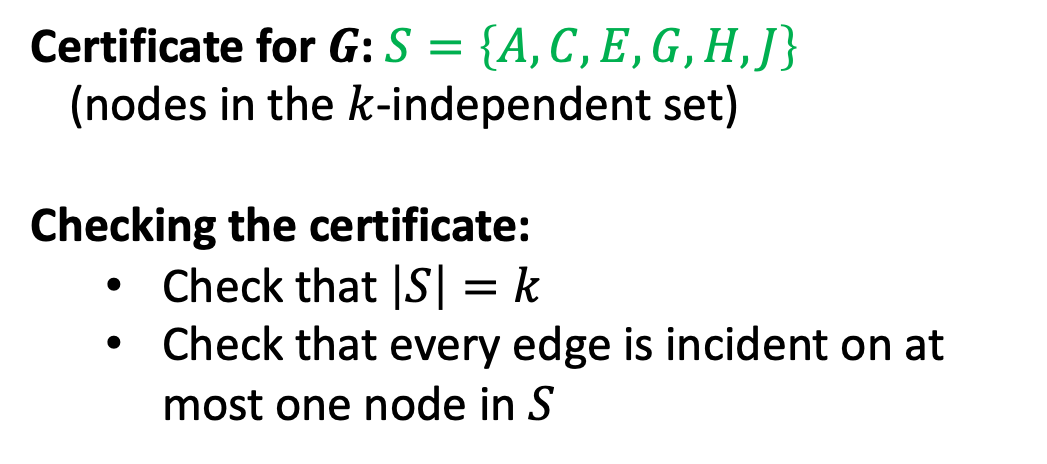 Certificate for G: S = {A, C, E, G, H, J}
(nodes in the k-independent set)
Checking the certificate:
• Check that |S| = k
• Check that every edge is incident on at
most one node in S